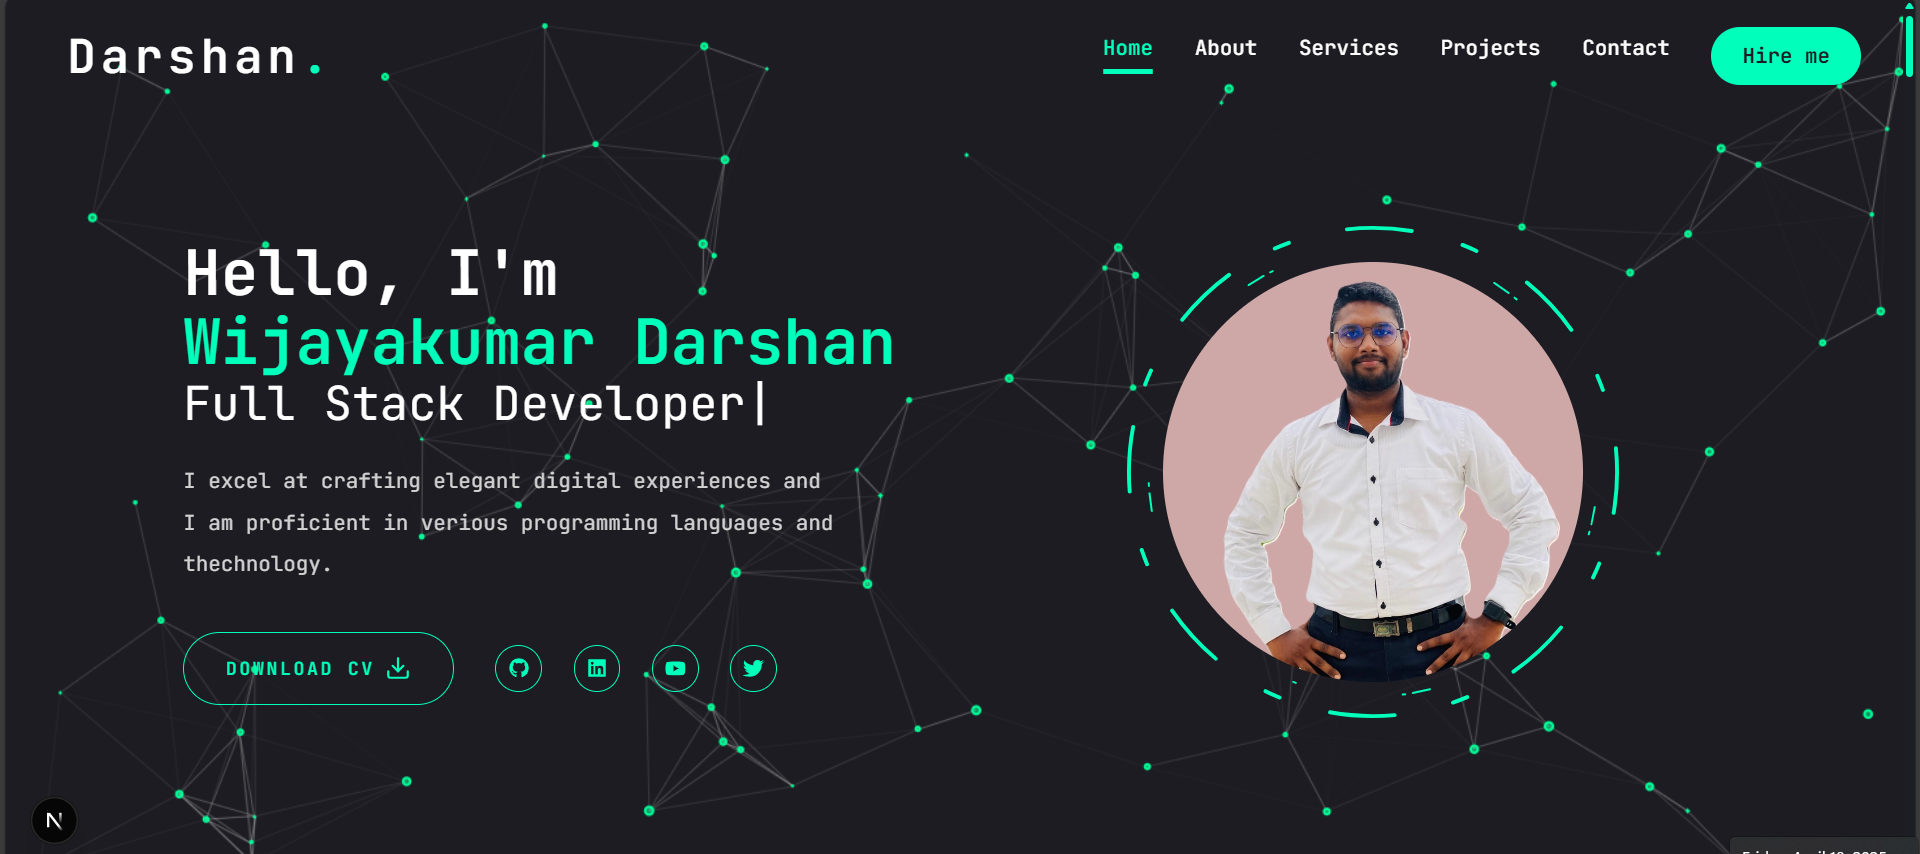 Darshan.
Home About Services Projects Contact Hire me
Hello, I'm
Wijayakumar Darshan
Full Stack Developer|
I excel at crafting elegant digital experiences and
I am proficient in verious programming languages and
thechnology.
DOWNLOAD CV
N